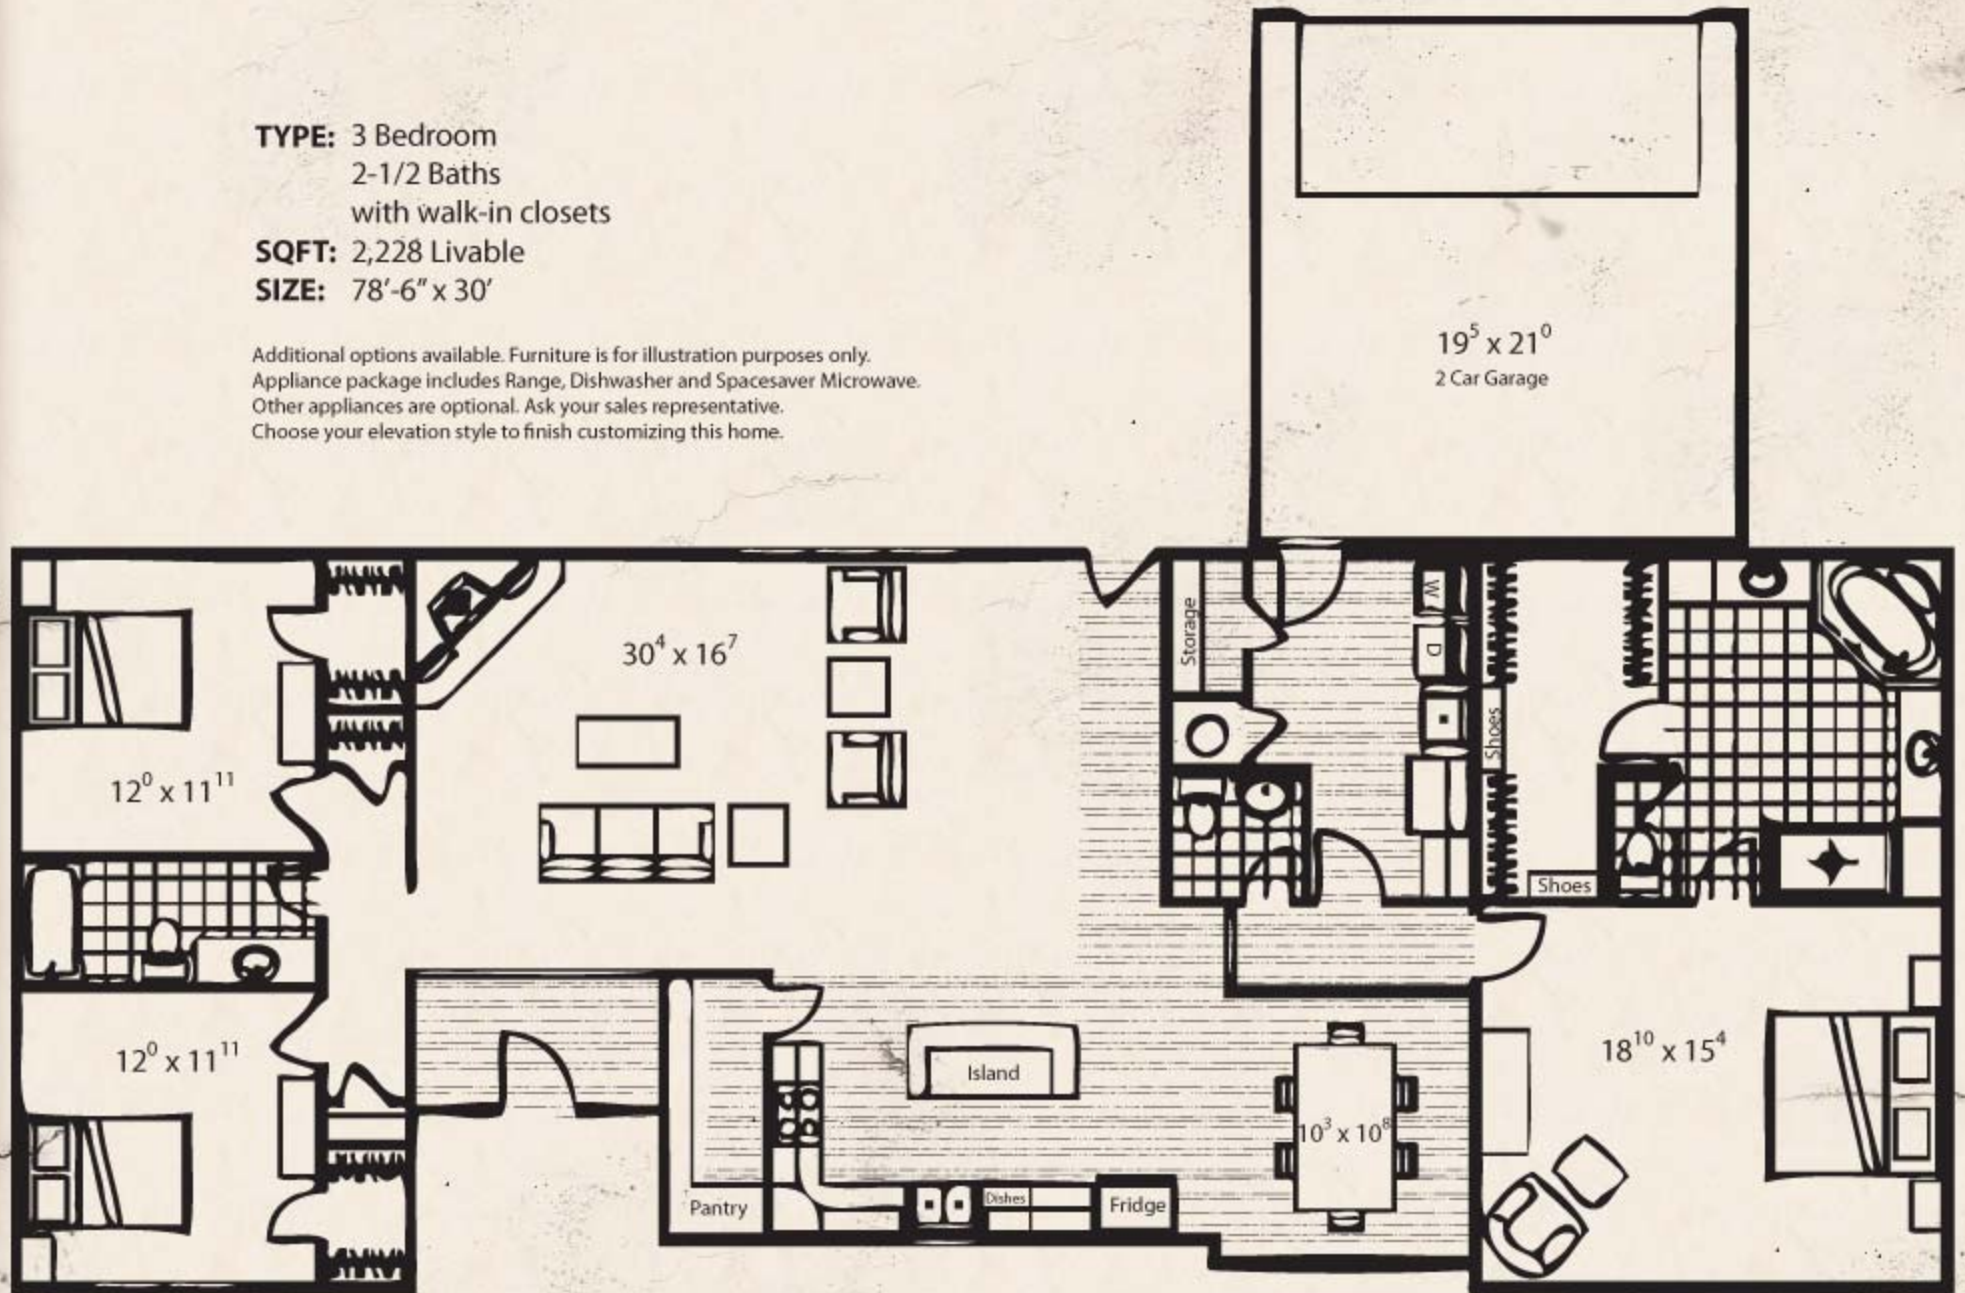 TYPE: 3 Bedroom
2-1/2 Baths
with walk-in closets
SQFT: 2,228 Livable
SIZE: 78'-6" x 30'
Additional options available. Furniture is for illustration purposes only.
Appliance package includes Range, Dishwasher and Spacesaver Microwave.
Other appliances are optional. Ask your sales representative.
Choose your elevation style to finish customizing this home.
19⁵ x 21⁰
2 Car Garage
Storage
W
D
30⁴ x 16⁷
Shoes
12⁰ x 11¹¹
Shoes
12⁰ x 11¹¹
Island
18¹⁰ x 15⁴
10³ x 10⁸
Pantry
Dishes
Fridge